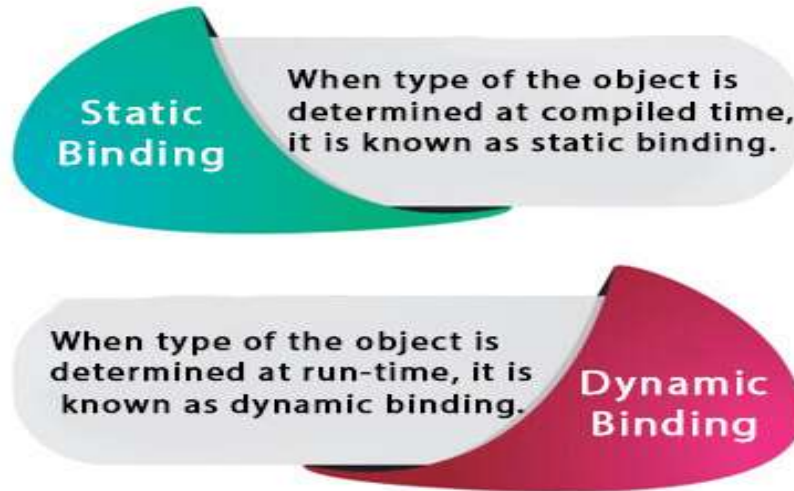 Static
Binding
When type of the object is
determined at compiled time,
it is known as static binding.
When type of the object is
determined at run-time, it is
known as dynamic binding.
Dynamic
Binding